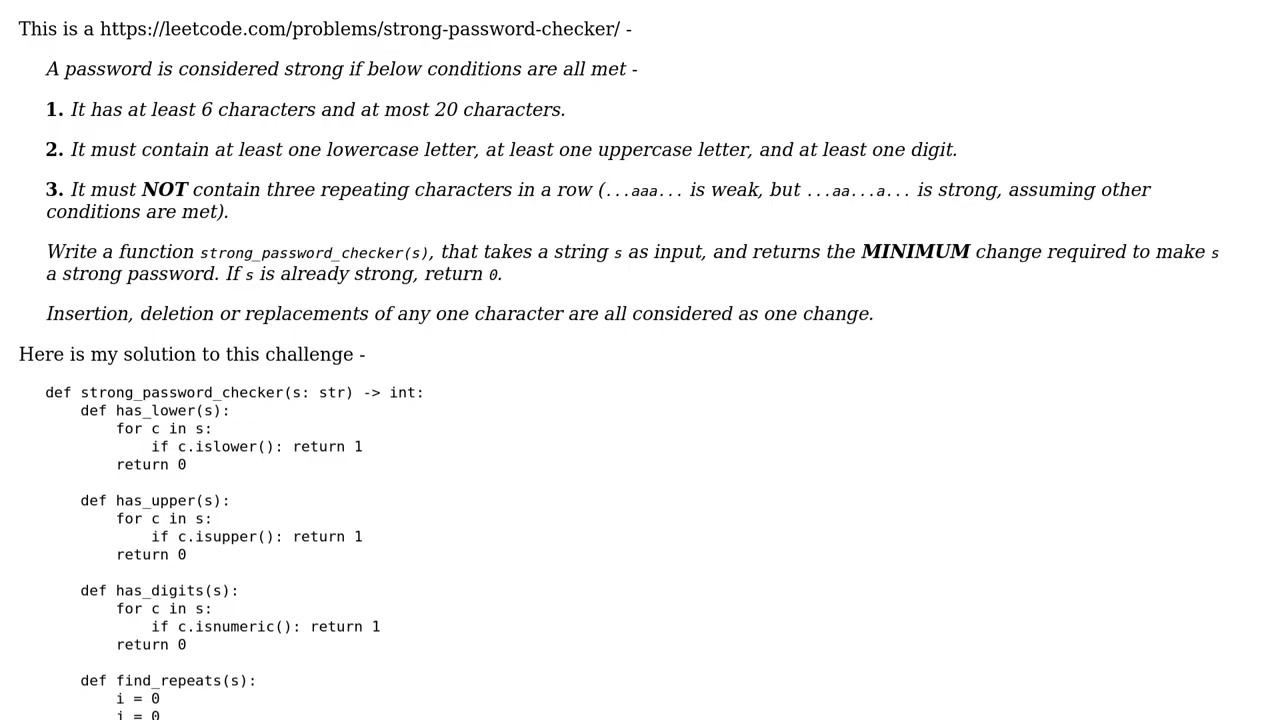 This is a https://leetcode.com/problems/strong-password-checker/ -
A password is considered strong if below conditions are all met -
1. It has at least 6 characters and at most 20 characters.
2. It must contain at least one lowercase letter, at least one uppercase letter, and at least one digit.
3. It must NOT contain three repeating characters in a row (...aaa... is weak, but ...aa...a... is strong, assuming other
conditions are met).
Write a function strong_password_checker(s), that takes a string s as input, and returns the MINIMUM change required to make s
a strong password. If s is already strong, return 0.
Insertion, deletion or replacements of any one character are all considered as one change.
Here is my solution to this challenge -
def strong_password_checker(s: str) -> int:
    def has_lower(s):
        for c in s:
            if c.islower(): return 1
        return 0
    def has_upper(s):
        for c in s:
            if c.isupper(): return 1
        return 0
    def has_digits(s):
        for c in s:
            if c.isnumeric(): return 1
        return 0
    def find_repeats(s):
        i = 0
        j = 0